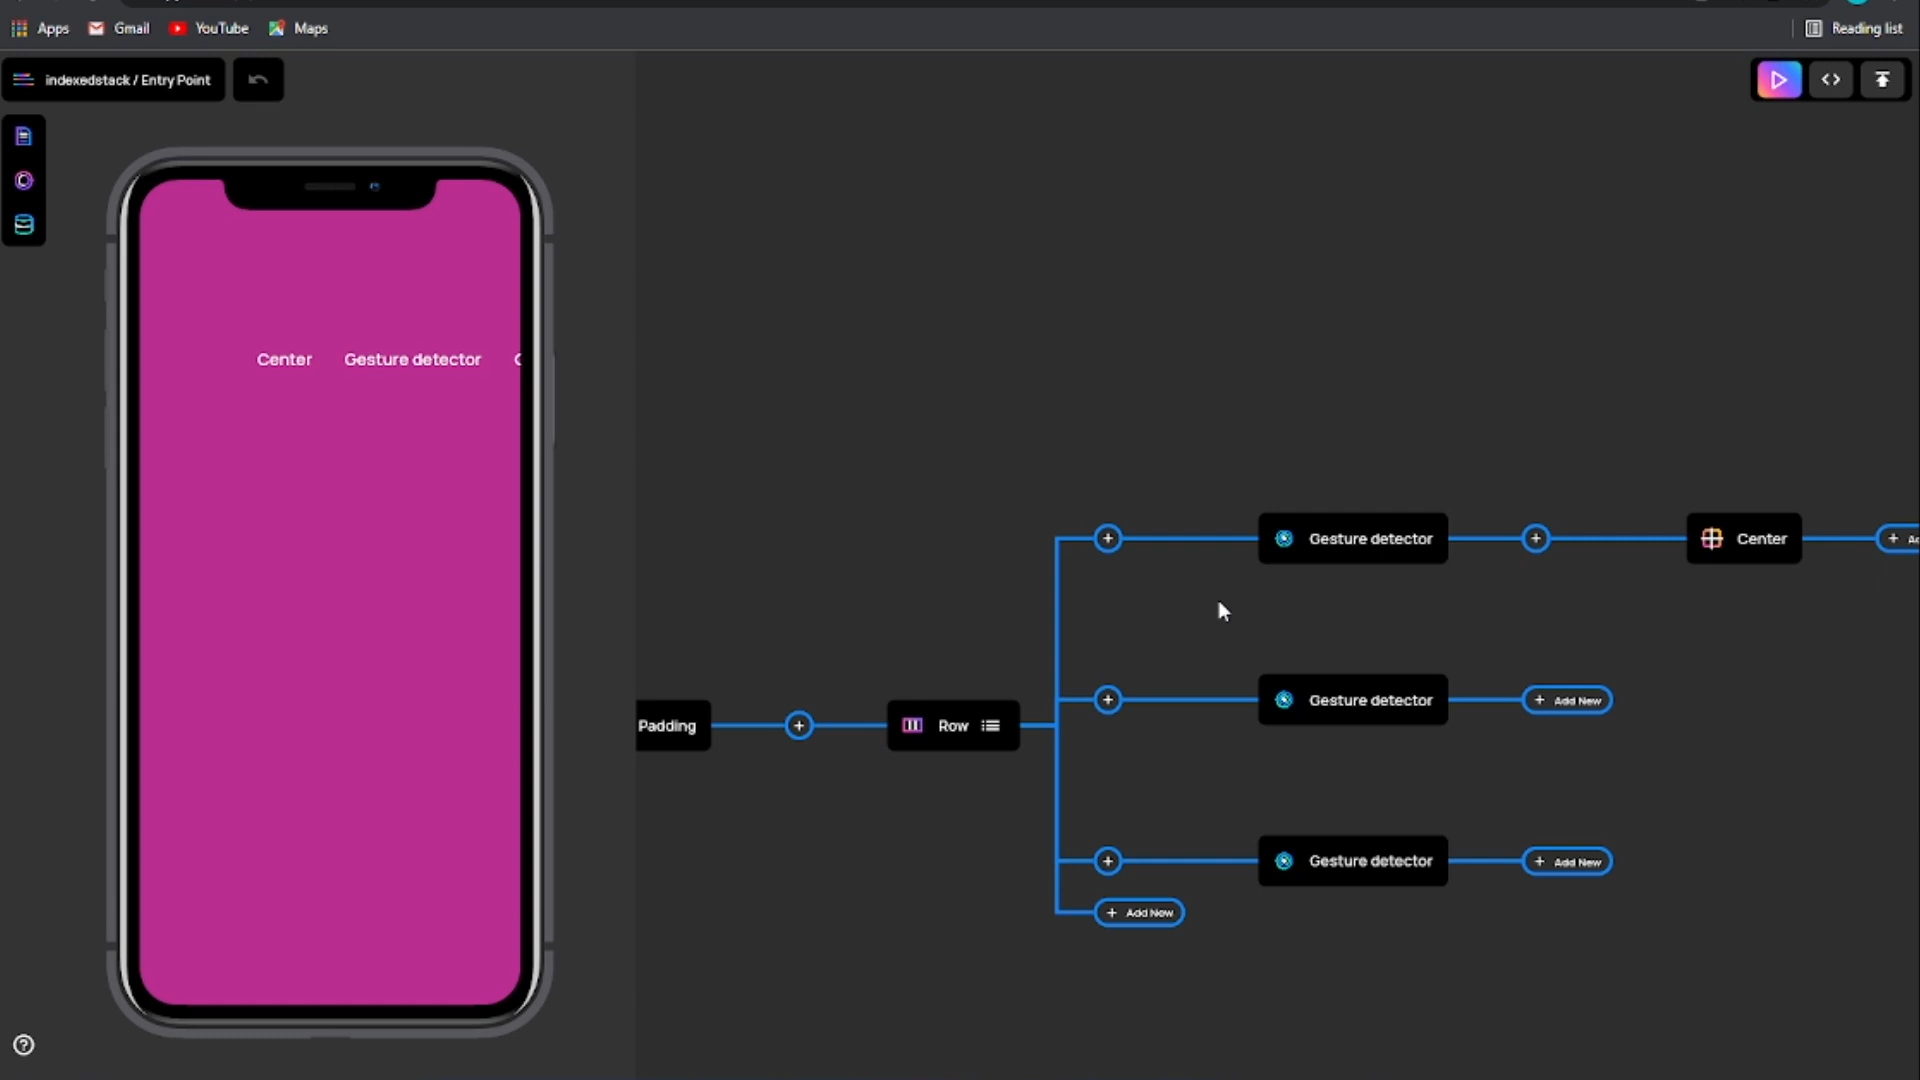 Apps Gmail YouTube Maps Reading list
indexedstack / Entry Point
Center Gesture detector
Gesture detector Center
Gesture detector Add New
Padding Row
Gesture detector Add New
Add New